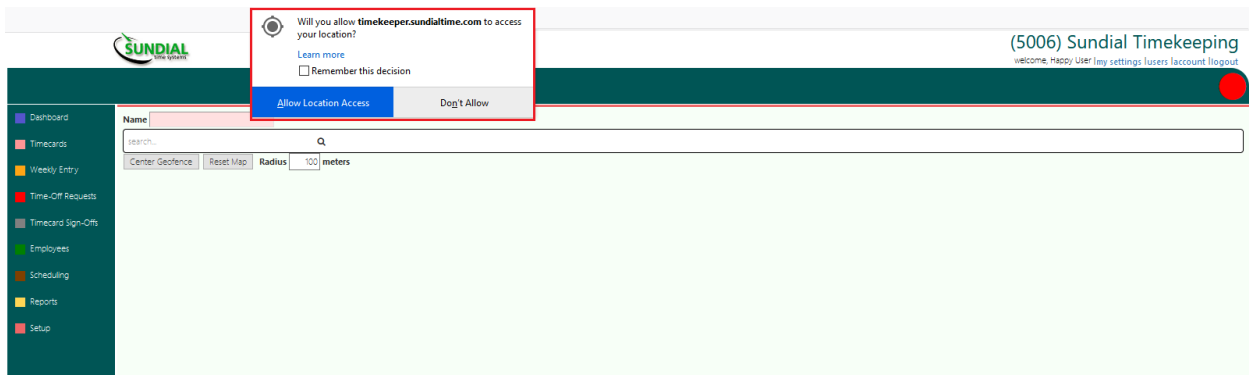 Will you allow timekeeper.sundialtime.com to access
your location?
Learn more
Remember this decision
Allow Location Access
Don't Allow
SUNDIAL
time systems
(5006) Sundial Timekeeping
welcome, Happy User |my settings |users |account |logout
Dashboard
Timecards
Weekly Entry
Time-Off Requests
Timecard Sign-Offs
Employees
Scheduling
Reports
Setup
Name
search...
Center Geofence Reset Map Radius 100 meters